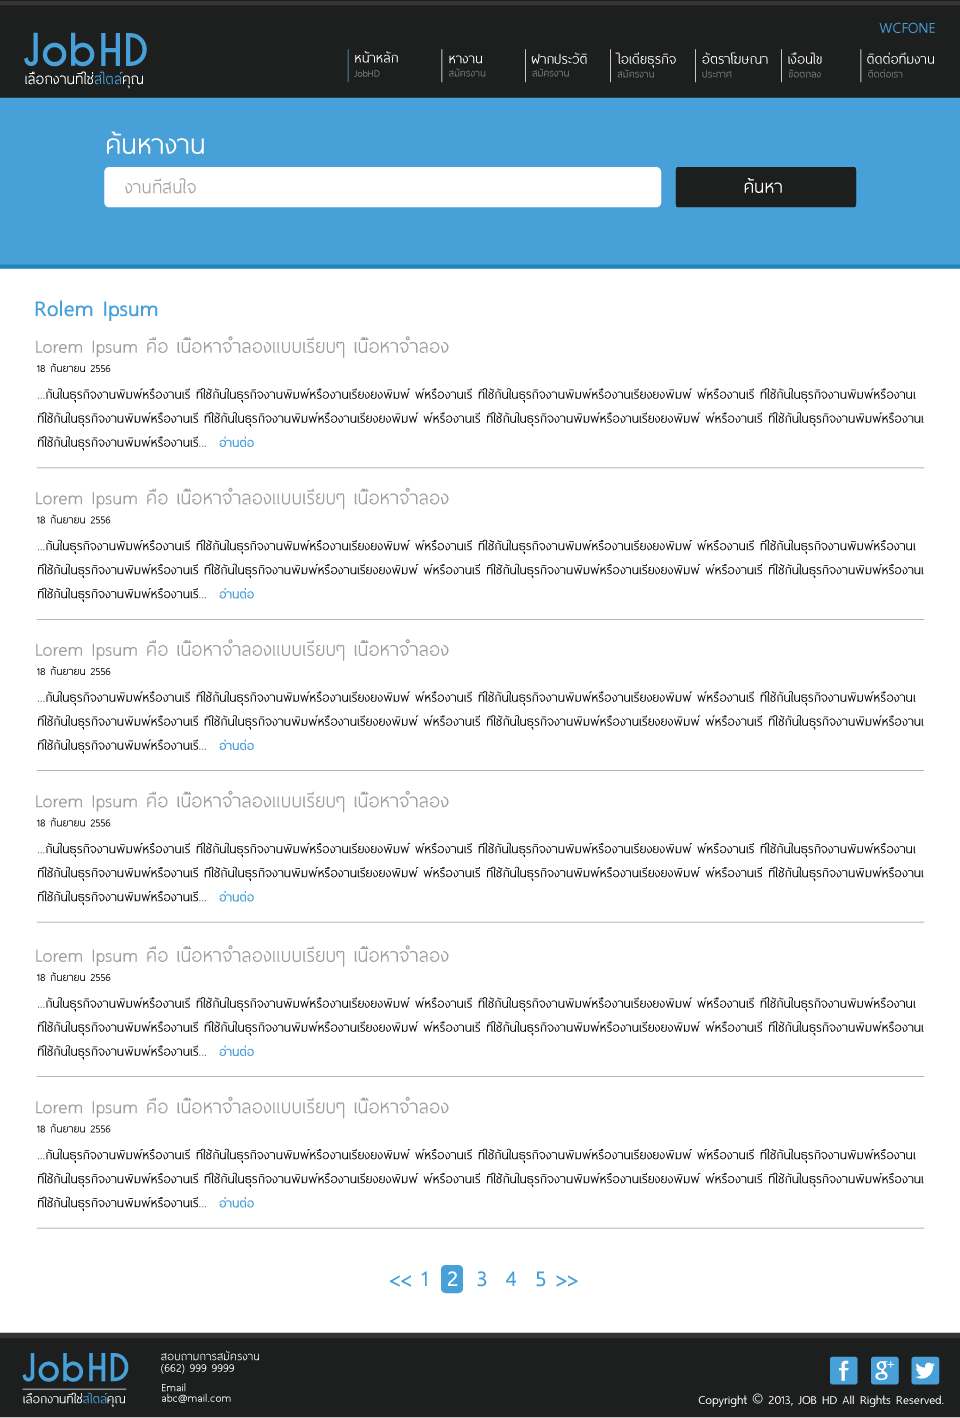 WCFONE
JobHD
เลือกงานที่ใช่สไตล์คุณ
หน้าหลัก
JobHD
หางาน
สมัครงาน
ฝากประวัติ
สมัครงาน
ไอเดียธุรกิจ
สมัครงาน
อัตราโฆษณา
ประกาศ
เงื่อนไข
ข้อตกลง
ติดต่อทีมงาน
ติดต่อเรา
ค้นหางาน
งานที่สนใจ
ค้นหา
Rolem Ipsum
Lorem Ipsum คือ เนื้อหาจำลองแบบเรียบๆ เนื้อหาจำลอง
18 กันยายน 2556
...กันในธุรกิจงานพิมพ์หรืองานเรี ที่ใช้กันในธุรกิจงานพิมพ์หรืองานเรียงยงพิมพ์ พ์หรืองานเรี ที่ใช้กันในธุรกิจงานพิมพ์หรืองานเรียงยงพิมพ์ พ์หรืองานเรี ที่ใช้กันในธุรกิจงานพิมพ์หรืองานเ
ที่ใช้กันในธุรกิจงานพิมพ์หรืองาเรี ที่ใช้กันในธุรกิจงานพิมพ์หรืองานเรียงยงพิมพ์ พ์หรืองานเรี ที่ใช้กันในธุรกิจงานพิมพ์หรืองานเรียงยงพิมพ์ พ์หรืองานเรี ที่ใช้กันในธุรกิจงานพิมพ์หรืองานเ
ที่ใช้กันในธุรกิจงานพิมพ์หรืองานเรี... อ่านต่อ
Lorem Ipsum คือ เนื้อหาจำลองแบบเรียบๆ เนื้อหาจำลอง
18 กันยายน 2556
...กันในธุรกิจงานพิมพ์หรืองานเรี ที่ใช้กันในธุรกิจงานพิมพ์หรืองานเรียงยงพิมพ์ พ์หรืองานเรี ที่ใช้กันในธุรกิจงานพิมพ์หรืองานเรียงยงพิมพ์ พ์หรืองานเรี ที่ใช้กันในธุรกิจงานพิมพ์หรืองานเ
ที่ใช้กันในธุรกิจงานพิมพ์หรืองาเรี ที่ใช้กันในธุรกิจงานพิมพ์หรืองานเรียงยงพิมพ์ พ์หรืองานเรี ที่ใช้กันในธุรกิจงานพิมพ์หรืองานเรียงยงพิมพ์ พ์หรืองานเรี ที่ใช้กันในธุรกิจงานพิมพ์หรืองานเ
ที่ใช้กันในธุรกิจงานพิมพ์หรืองานเรี... อ่านต่อ
Lorem Ipsum คือ เนื้อหาจำลองแบบเรียบๆ เนื้อหาจำลอง
18 กันยายน 2556
...กันในธุรกิจงานพิมพ์หรืองานเรี ที่ใช้กันในธุรกิจงานพิมพ์หรืองานเรียงยงพิมพ์ พ์หรืองานเรี ที่ใช้กันในธุรกิจงานพิมพ์หรืองานเรียงยงพิมพ์ พ์หรืองานเรี ที่ใช้กันในธุรกิจงานพิมพ์หรืองานเ
ที่ใช้กันในธุรกิจงานพิมพ์หรืองาเรี ที่ใช้กันในธุรกิจงานพิมพ์หรืองานเรียงยงพิมพ์ พ์หรืองานเรี ที่ใช้กันในธุรกิจงานพิมพ์หรืองานเรียงยงพิมพ์ พ์หรืองานเรี ที่ใช้กันในธุรกิจงานพิมพ์หรืองานเ
ที่ใช้กันในธุรกิจงานพิมพ์หรืองานเรี... อ่านต่อ
Lorem Ipsum คือ เนื้อหาจำลองแบบเรียบๆ เนื้อหาจำลอง
18 กันยายน 2556
...กันในธุรกิจงานพิมพ์หรืองานเรี ที่ใช้กันในธุรกิจงานพิมพ์หรืองานเรียงยงพิมพ์ พ์หรืองานเรี ที่ใช้กันในธุรกิจงานพิมพ์หรืองานเรียงยงพิมพ์ พ์หรืองานเรี ที่ใช้กันในธุรกิจงานพิมพ์หรืองานเ
ที่ใช้กันในธุรกิจงานพิมพ์หรืองาเรี ที่ใช้กันในธุรกิจงานพิมพ์หรืองานเรียงยงพิมพ์ พ์หรืองานเรี ที่ใช้กันในธุรกิจงานพิมพ์หรืองานเรียงยงพิมพ์ พ์หรืองานเรี ที่ใช้กันในธุรกิจงานพิมพ์หรืองานเ
ที่ใช้กันในธุรกิจงานพิมพ์หรืองานเรี... อ่านต่อ
Lorem Ipsum คือ เนื้อหาจำลองแบบเรียบๆ เนื้อหาจำลอง
18 กันยายน 2556
...กันในธุรกิจงานพิมพ์หรืองานเรี ที่ใช้กันในธุรกิจงานพิมพ์หรืองานเรียงยงพิมพ์ พ์หรืองานเรี ที่ใช้กันในธุรกิจงานพิมพ์หรืองานเรียงยงพิมพ์ พ์หรืองานเรี ที่ใช้กันในธุรกิจงานพิมพ์หรืองานเ
ที่ใช้กันในธุรกิจงานพิมพ์หรืองาเรี ที่ใช้กันในธุรกิจงานพิมพ์หรืองานเรียงยงพิมพ์ พ์หรืองานเรี ที่ใช้กันในธุรกิจงานพิมพ์หรืองานเรียงยงพิมพ์ พ์หรืองานเรี ที่ใช้กันในธุรกิจงานพิมพ์หรืองานเ
ที่ใช้กันในธุรกิจงานพิมพ์หรืองานเรี... อ่านต่อ
Lorem Ipsum คือ เนื้อหาจำลองแบบเรียบๆ เนื้อหาจำลอง
18 กันยายน 2556
...กันในธุรกิจงานพิมพ์หรืองานเรี ที่ใช้กันในธุรกิจงานพิมพ์หรืองานเรียงยงพิมพ์ พ์หรืองานเรี ที่ใช้กันในธุรกิจงานพิมพ์หรืองานเรียงยงพิมพ์ พ์หรืองานเรี ที่ใช้กันในธุรกิจงานพิมพ์หรืองานเ
ที่ใช้กันในธุรกิจงานพิมพ์หรืองาเรี ที่ใช้กันในธุรกิจงานพิมพ์หรืองานเรียงยงพิมพ์ พ์หรืองานเรี ที่ใช้กันในธุรกิจงานพิมพ์หรืองานเรียงยงพิมพ์ พ์หรืองานเรี ที่ใช้กันในธุรกิจงานพิมพ์หรืองานเ
ที่ใช้กันในธุรกิจงานพิมพ์หรืองานเรี... อ่านต่อ
<< 1 2 3 4 5 >>
JobHD
เลือกงานที่ใช่สไตล์คุณ
สอบถามการสมัครงาน
(662) 999 9999
Email
abc@mail.com
f g+
Copyright © 2013, JOB HD All Rights Reserved.